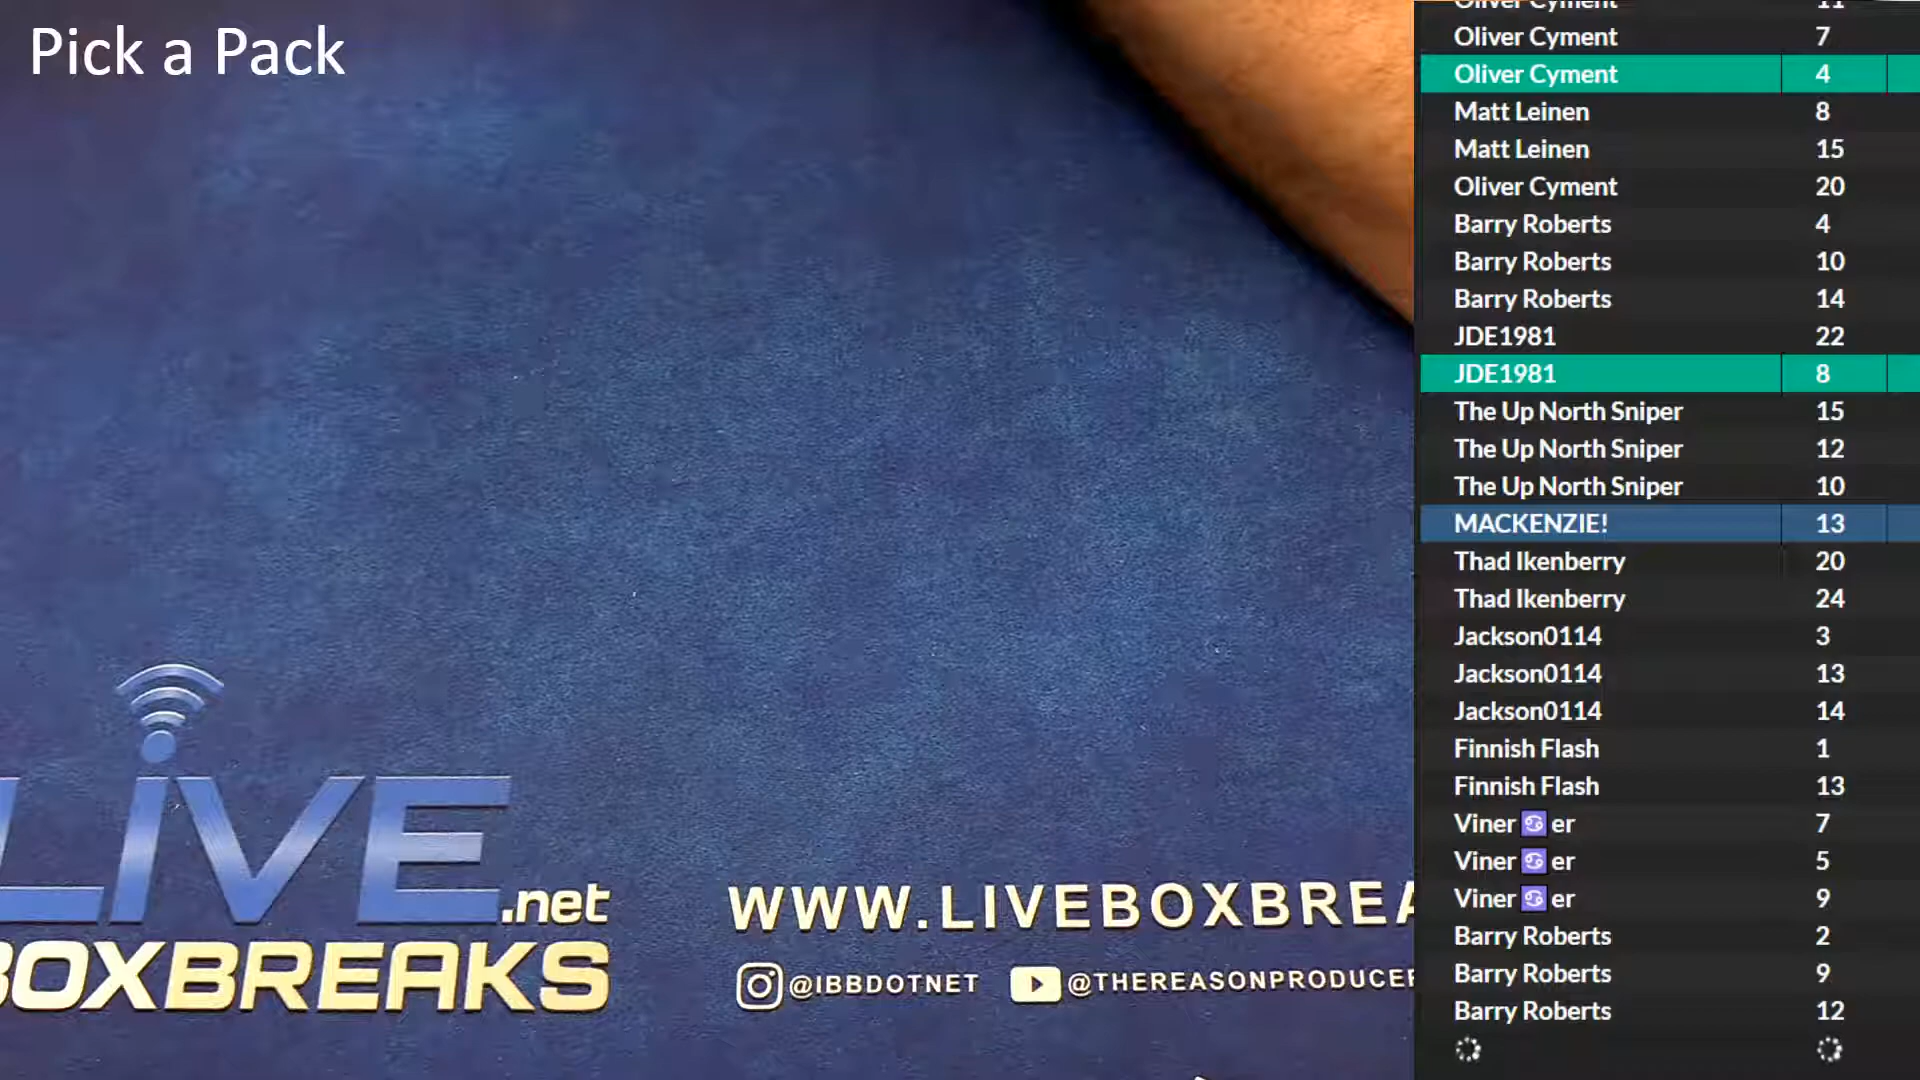 Pick a Pack
Oliver Cyment 11
Oliver Cyment 7
Oliver Cyment 4
Matt Leinen 8
Matt Leinen 15
Oliver Cyment 20
Barry Roberts 4
Barry Roberts 10
Barry Roberts 14
JDE1981 22
JDE1981 8
The Up North Sniper 15
The Up North Sniper 12
The Up North Sniper 10
MACKENZIE! 13
Thad Ikenberry 20
Thad Ikenberry 24
Jackson0114 3
Jackson0114 13
Jackson0114 14
Finnish Flash 1
Finnish Flash 13
Viner♋er 7
Viner♋er 5
Viner♋er 9
Barry Roberts 2
Barry Roberts 9
Barry Roberts 12
LIVE.net
BOXBREAKS
WWW.LIVEBOXBREA
@IBBDOTNET @THEREASONPRODUCER